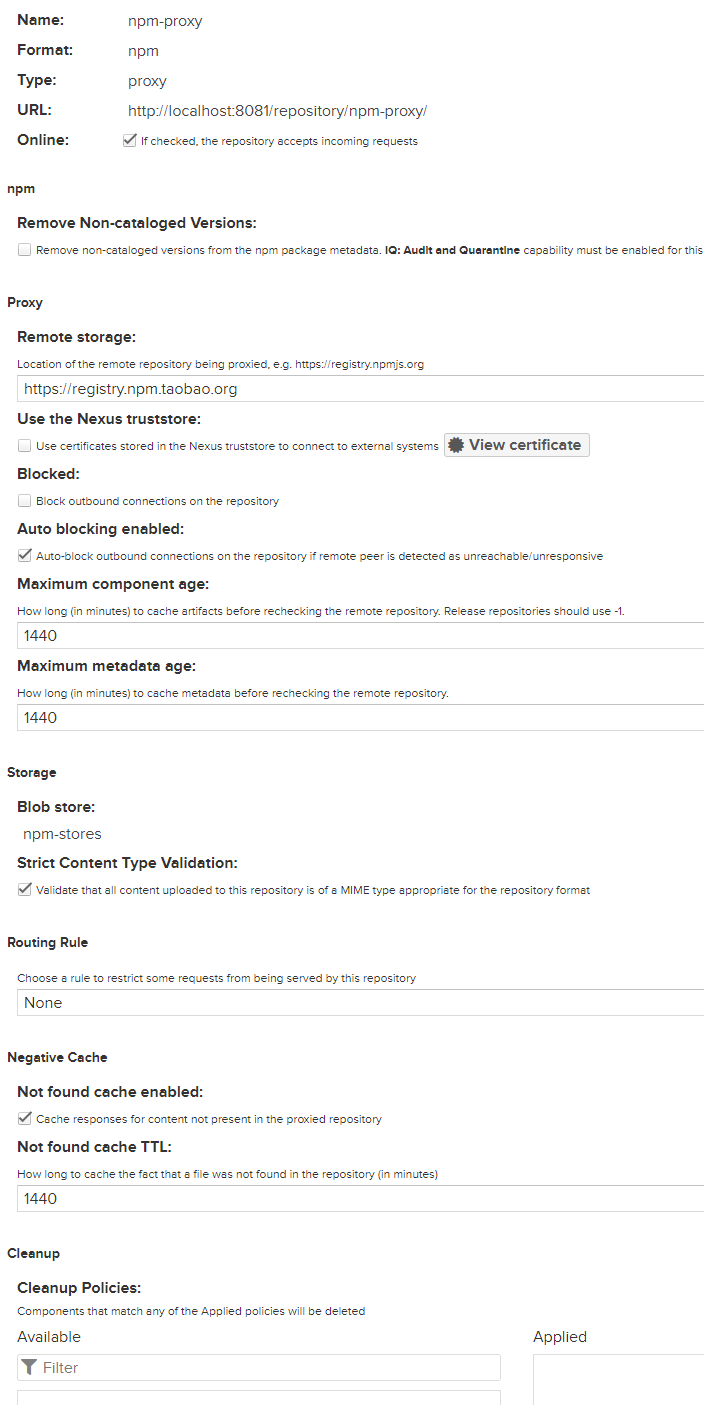 Name: npm-proxy
Format: npm
Type: proxy
URL: http://localhost:8081/repository/npm-proxy/
Online: If checked, the repository accepts incoming requests
npm
Remove Non-cataloged Versions:
Remove non-cataloged versions from the npm package metadata. IQ: Audit and Quarantine capability must be enabled for this
Proxy
Remote storage:
Location of the remote repository being proxied, e.g. https://registry.npmjs.org
https://registry.npm.taobao.org
Use the Nexus truststore:
Use certificates stored in the Nexus truststore to connect to external systems View certificate
Blocked:
Block outbound connections on the repository
Auto blocking enabled:
Auto-block outbound connections on the repository if remote peer is detected as unreachable/unresponsive
Maximum component age:
How long (in minutes) to cache artifacts before rechecking the remote repository. Release repositories should use -1.
1440
Maximum metadata age:
How long (in minutes) to cache metadata before rechecking the remote repository.
1440
Storage
Blob store:
npm-stores
Strict Content Type Validation:
Validate that all content uploaded to this repository is of a MIME type appropriate for the repository format
Routing Rule
Choose a rule to restrict some requests from being served by this repository
None
Negative Cache
Not found cache enabled:
Cache responses for content not present in the proxied repository
Not found cache TTL:
How long to cache the fact that a file was not found in the repository (in minutes)
1440
Cleanup
Cleanup Policies:
Components that match any of the Applied policies will be deleted
Available Applied
Filter